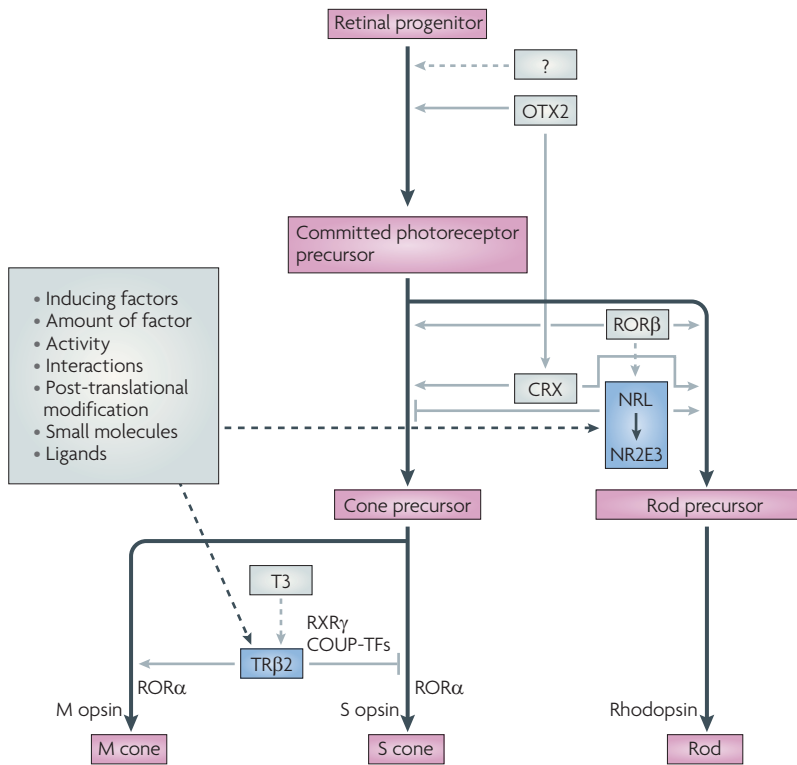 Retinal progenitor
?
OTX2
Committed photoreceptor
precursor
• Inducing factors
• Amount of factor
• Activity
• Interactions
• Post-translational
modification
• Small molecules
• Ligands
RORβ
CRX
NRL
NR2E3
Cone precursor
Rod precursor
T3
RXRγ
COUP-TFs
TRβ2
RORα
RORα
M opsin
S opsin
Rhodopsin
M cone
S cone
Rod